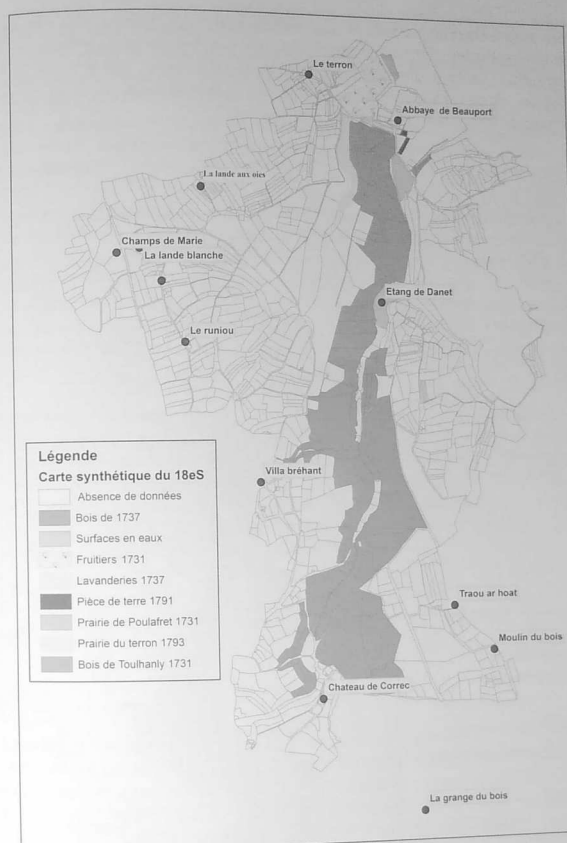 Le terron
Abbaye de Beauport
La lande aux oies
Champs de Marie
La lande blanche
Etang de Danet
Le runiou
Légende
Carte synthétique du 18eS
Absence de données
Bois de 1737
Surfaces en eaux
Fruitiers 1731
Lavanderies 1737
Pièce de terre 1791
Prairie de Poulafret 1731
Prairie du terron 1793
Bois de Toulhanly 1731
Villa bréhant
Traou ar hoat
Moulin du bois
Chateau de Correc
La grange du bois